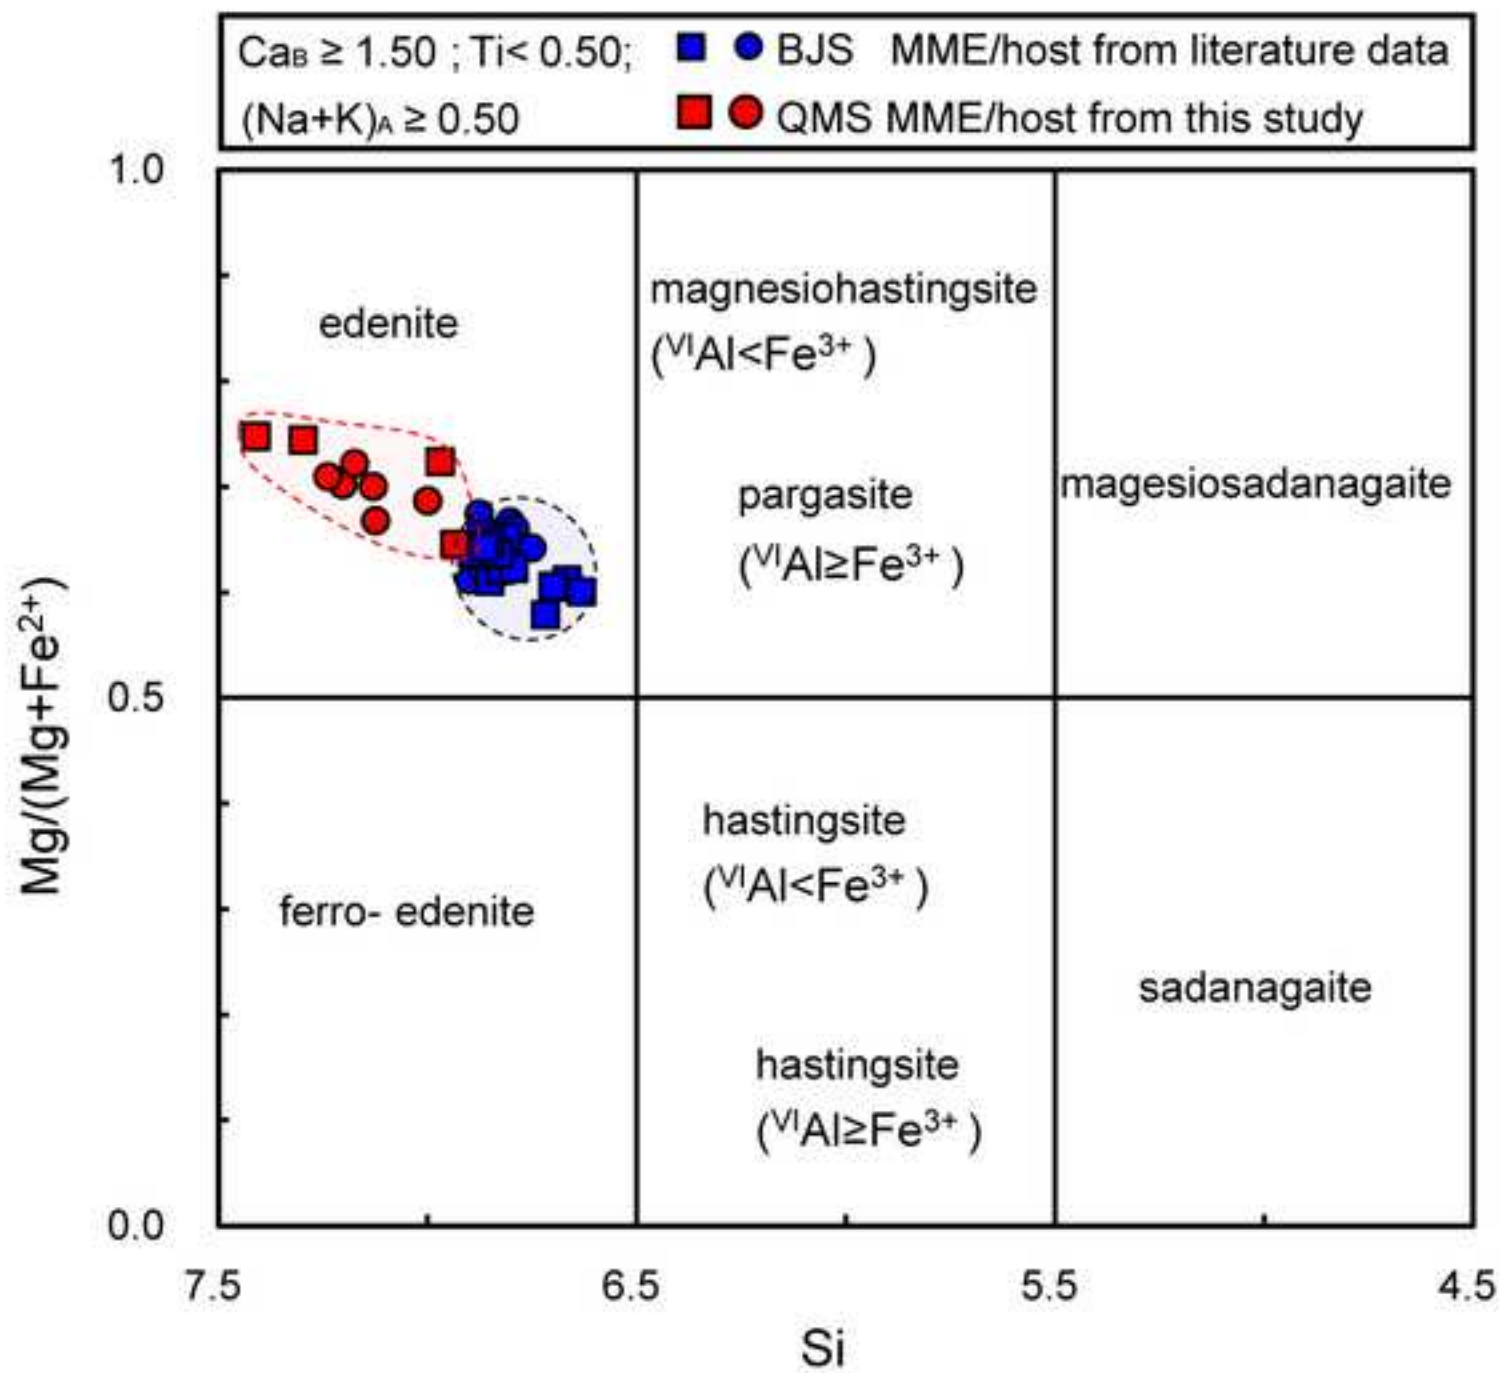 CaB ≥ 1.50 ; Ti< 0.50; BJS MME/host from literature data
(Na+K)A ≥ 0.50 QMS MME/host from this study
1.0
edenite
magnesiohastingsite
(VIAl<Fe3+ )
pargasite
(VIAl≥Fe3+ )
magesiosadanagaite
Mg/(Mg+Fe2+)
0.5
ferro- edenite
hastingsite
(VIAl<Fe3+ )
hastingsite
(VIAl≥Fe3+ )
sadanagaite
0.0
7.5 6.5 5.5 4.5
Si